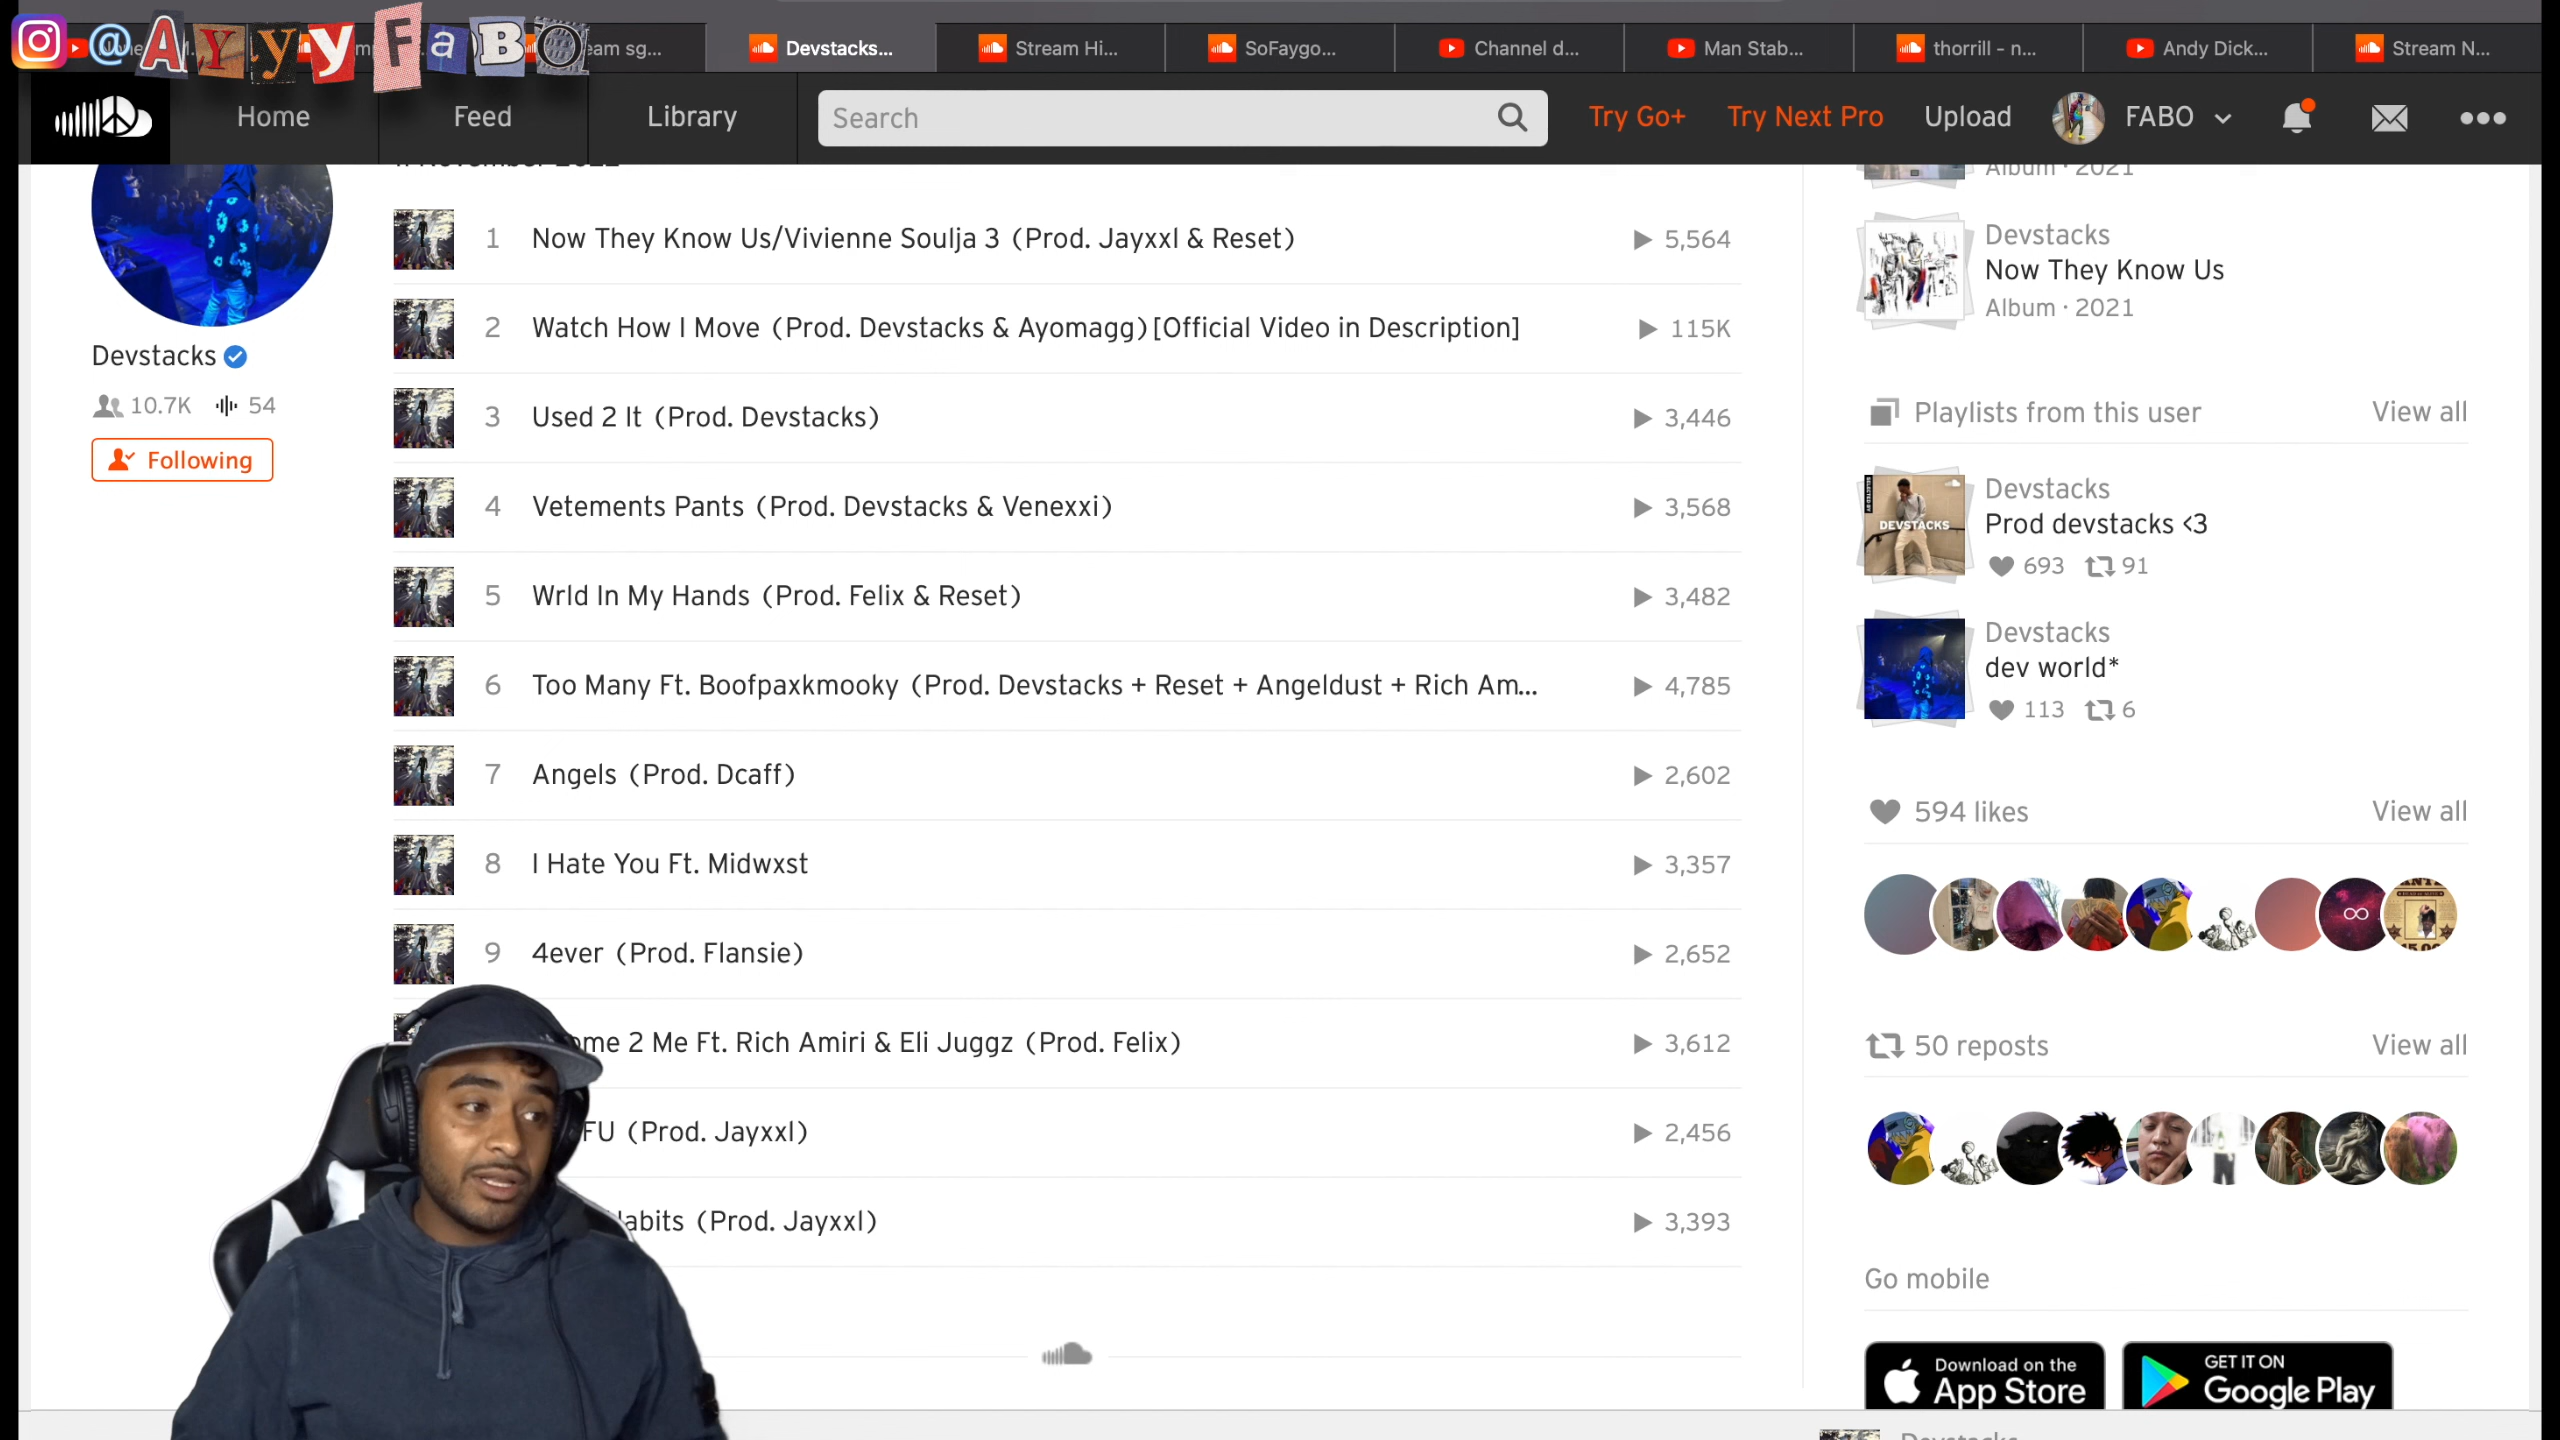 @AyyyFaBO
eam sg...
Devstacks...
Stream Hi...
SoFaygo...
Channel d...
Man Stab...
thorrill - n...
Andy Dick...
Stream N...
Home
Feed
Library
Search
Try Go+
Try Next Pro
Upload
FABO
Devstacks
10.7K 54
Following
1 Now They Know Us/Vivienne Soulja 3 (Prod. Jayxxl & Reset) 5,564
2 Watch How I Move (Prod. Devstacks & Ayomagg)[Official Video in Description] 115K
3 Used 2 It (Prod. Devstacks) 3,446
4 Vetements Pants (Prod. Devstacks & Venexxi) 3,568
5 Wrld In My Hands (Prod. Felix & Reset) 3,482
6 Too Many Ft. Boofpaxkmooky (Prod. Devstacks + Reset + Angeldust + Rich Am... 4,785
7 Angels (Prod. Dcaff) 2,602
8 I Hate You Ft. Midwxst 3,357
9 4ever (Prod. Flansie) 2,652
ome 2 Me Ft. Rich Amiri & Eli Juggz (Prod. Felix) 3,612
FU (Prod. Jayxxl) 2,456
abits (Prod. Jayxxl) 3,393
Album · 2021
Devstacks
Now They Know Us
Album · 2021
Playlists from this user View all
DEVSTACKS
Devstacks
Prod devstacks <3
693 91
Devstacks
dev world*
113 6
594 likes View all
50 reposts View all
Go mobile
Download on the
App Store
GET IT ON
Google Play